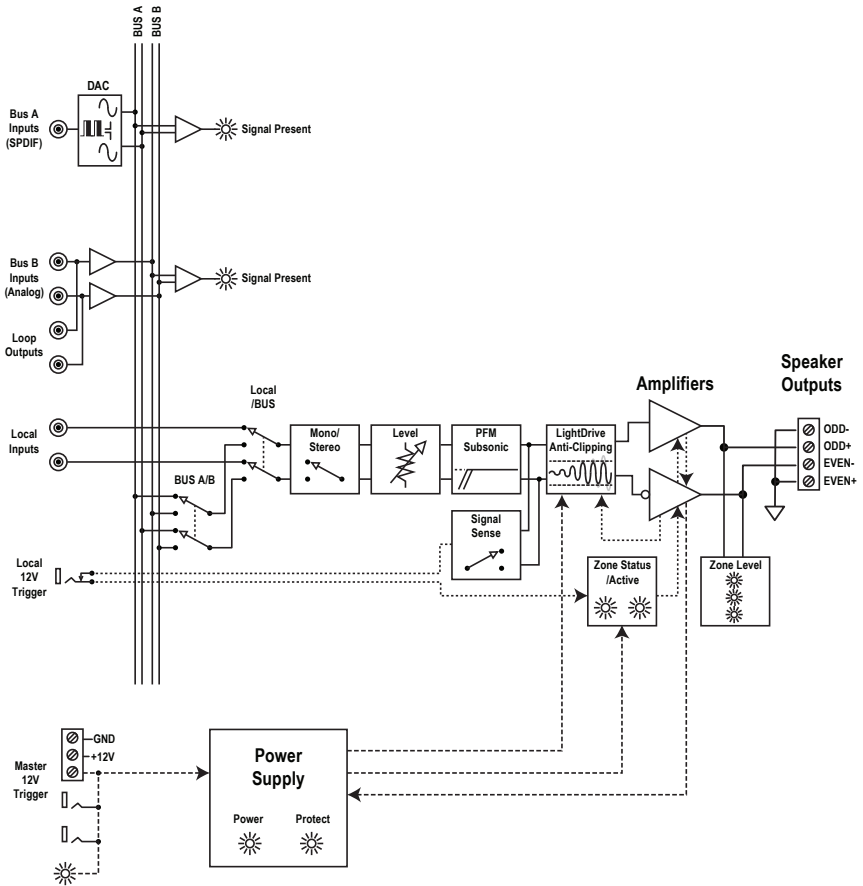 BUS A
BUS B
DAC
Bus A
Inputs
(SPDIF)
Signal Present
Bus B
Inputs
(Analog)
Signal Present
Loop
Outputs
Local
/BUS
Amplifiers
Speaker
Outputs
Local
Inputs
Mono/
Stereo
Level
PFM
Subsonic
LightDrive
Anti-Clipping
ODD-
ODD+
EVEN-
EVEN+
BUS A/B
Signal
Sense
Local
12V
Trigger
Zone Status
/Active
Zone Level
GND
+12V
Master
12V
Trigger
Power
Supply
Power
Protect